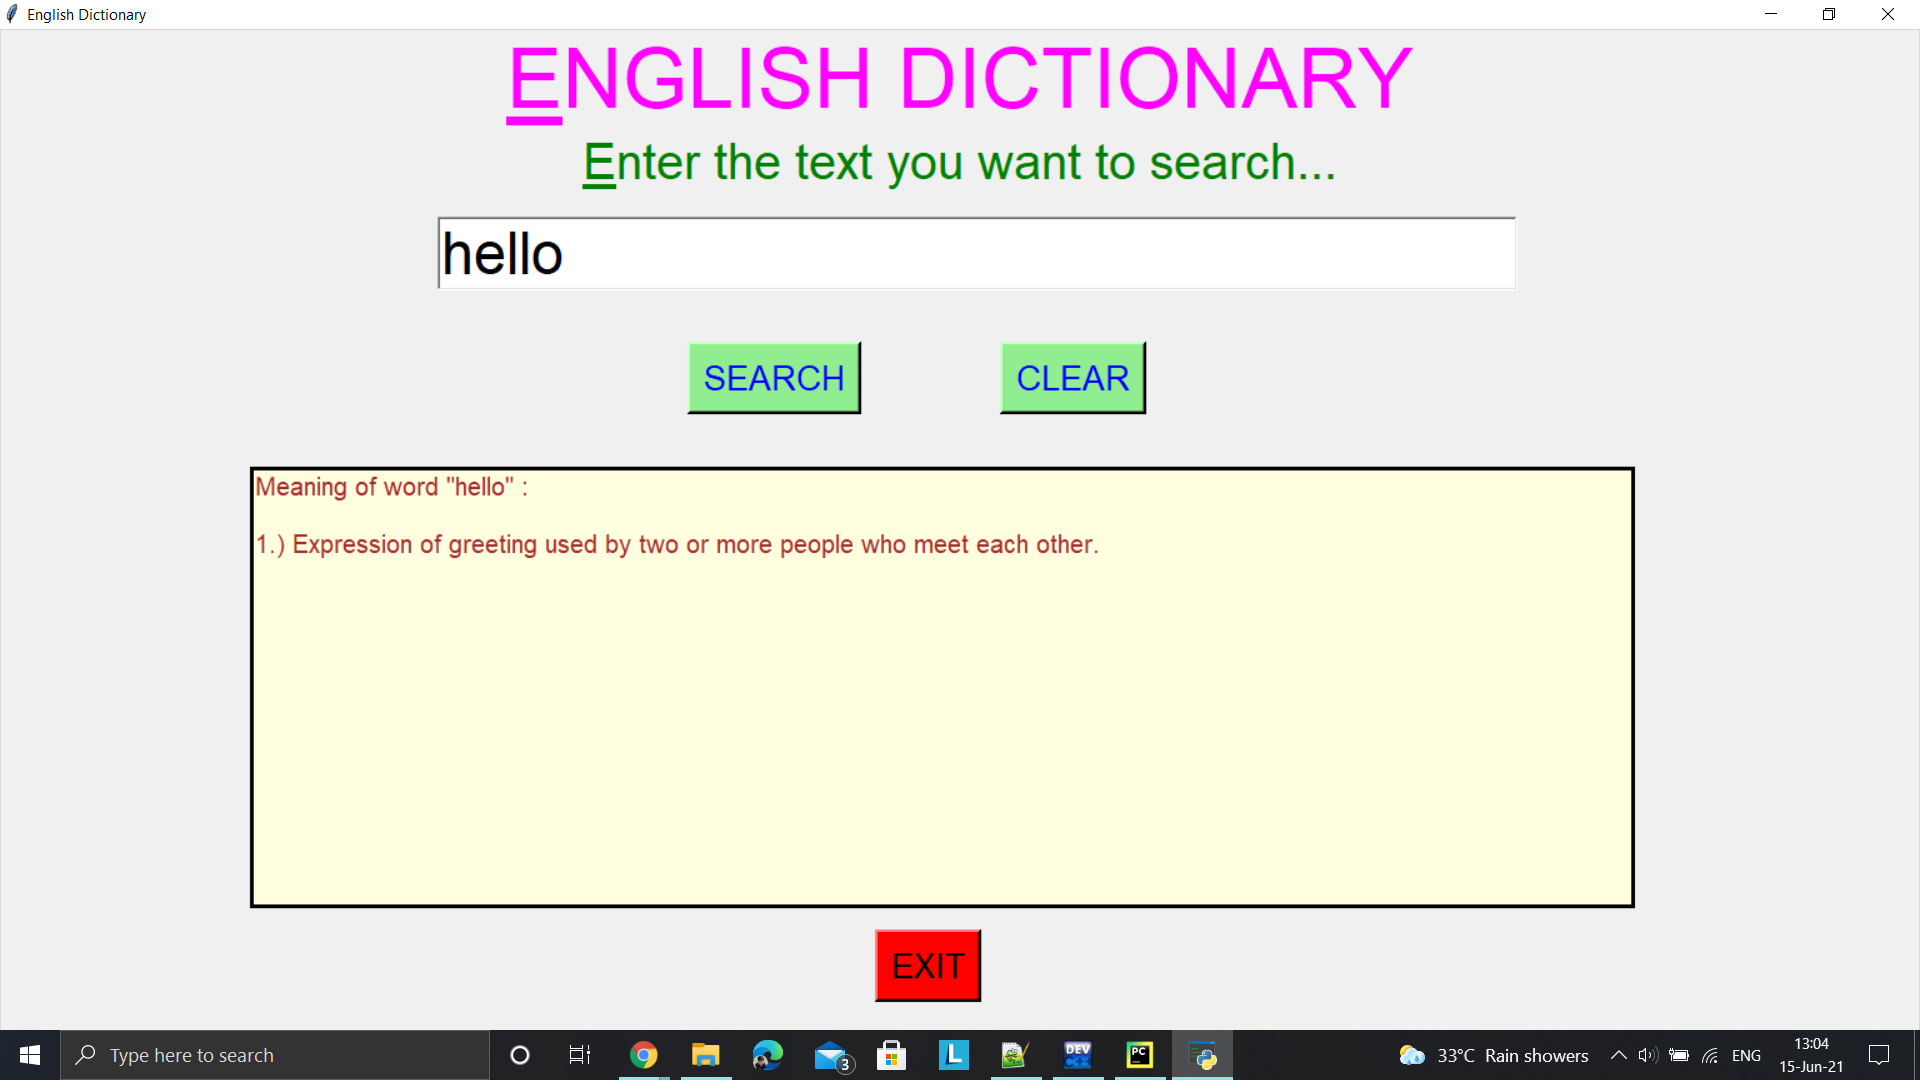 English Dictionary
ENGLISH DICTIONARY
Enter the text you want to search...
hello
SEARCH CLEAR
Meaning of word "hello" :
1.) Expression of greeting used by two or more people who meet each other.
EXIT
Type here to search 3 L DEV C++ PC 33°C Rain showers ENG 13:04
15-Jun-21